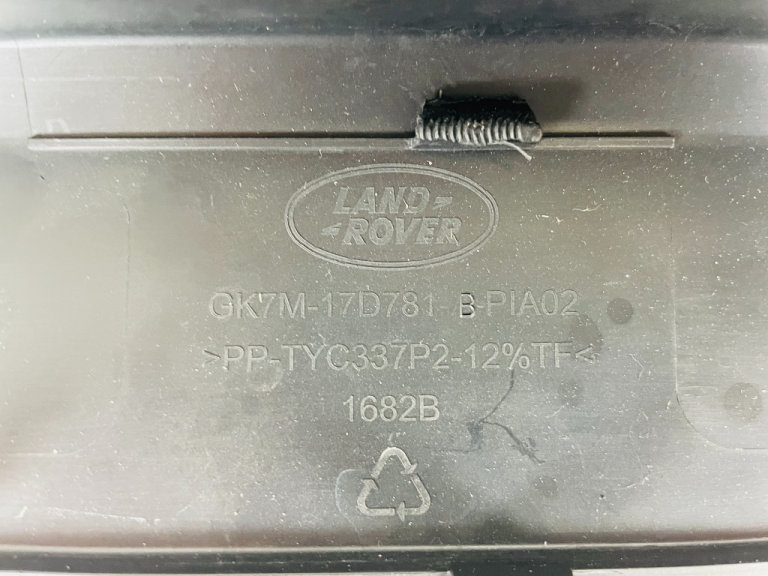 LAND
ROVER
GK7M-17D781 B-PIA02
>PP-TYC337P2-12%TF<
1682B